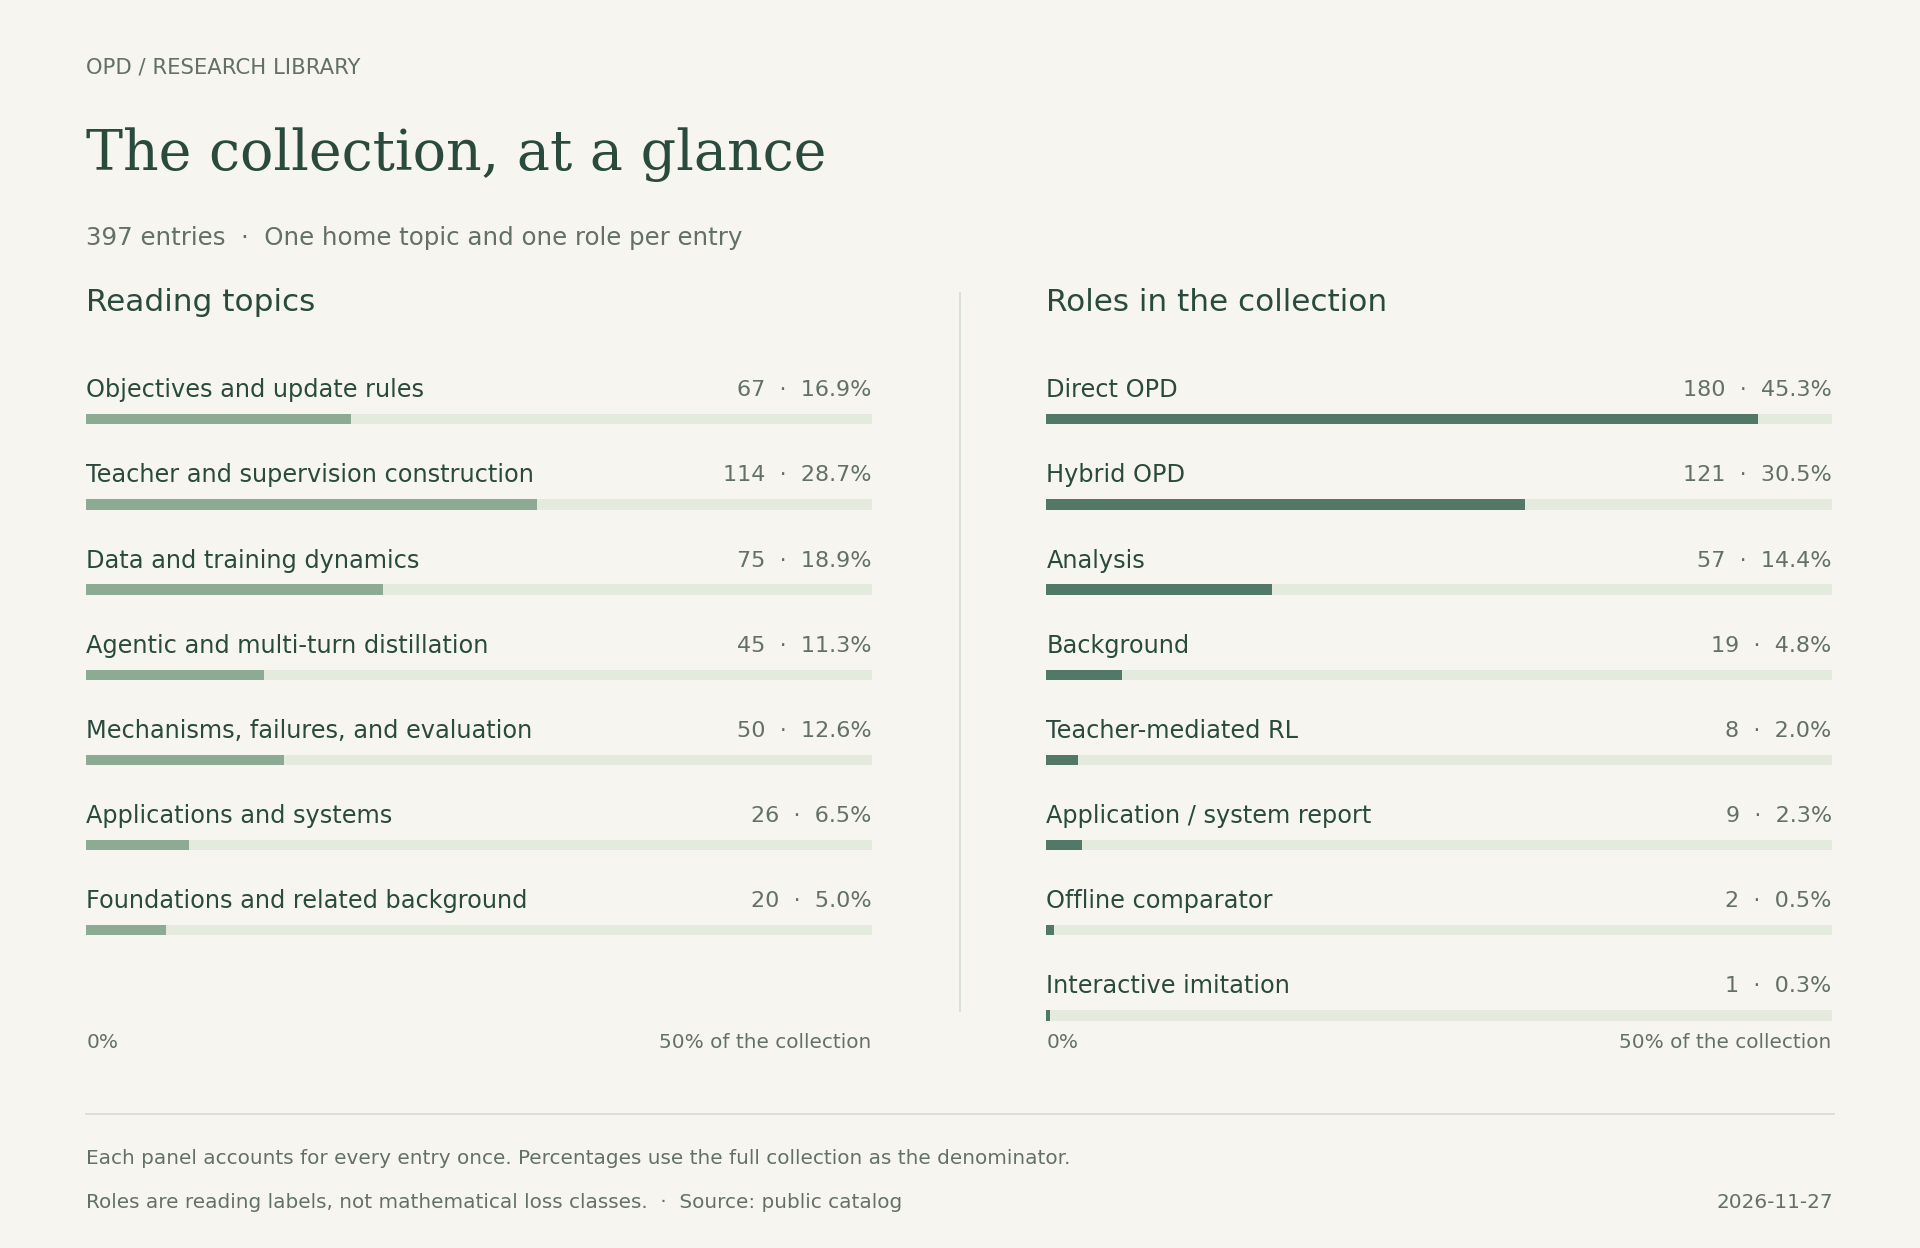 OPD / RESEARCH LIBRARY
The collection, at a glance
397 entries · One home topic and one role per entry
Reading topics
Objectives and update rules 67 · 16.9%
Teacher and supervision construction 114 · 28.7%
Data and training dynamics 75 · 18.9%
Agentic and multi-turn distillation 45 · 11.3%
Mechanisms, failures, and evaluation 50 · 12.6%
Applications and systems 26 · 6.5%
Foundations and related background 20 · 5.0%
0% 50% of the collection
Roles in the collection
Direct OPD 180 · 45.3%
Hybrid OPD 121 · 30.5%
Analysis 57 · 14.4%
Background 19 · 4.8%
Teacher-mediated RL 8 · 2.0%
Application / system report 9 · 2.3%
Offline comparator 2 · 0.5%
Interactive imitation 1 · 0.3%
0% 50% of the collection
Each panel accounts for every entry once. Percentages use the full collection as the denominator.
Roles are reading labels, not mathematical loss classes. · Source: public catalog 2026-11-27